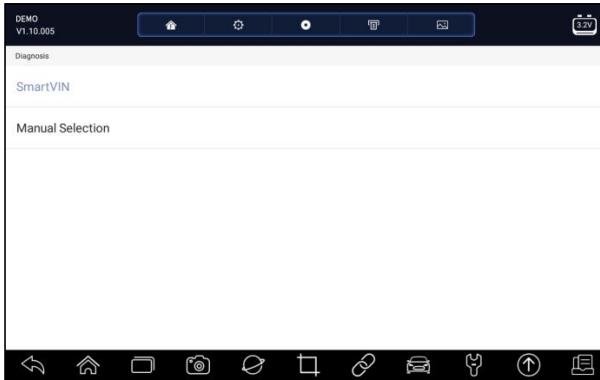 DEMO
V1.10.005
3.2V
Diagnosis
SmartVIN
Manual Selection